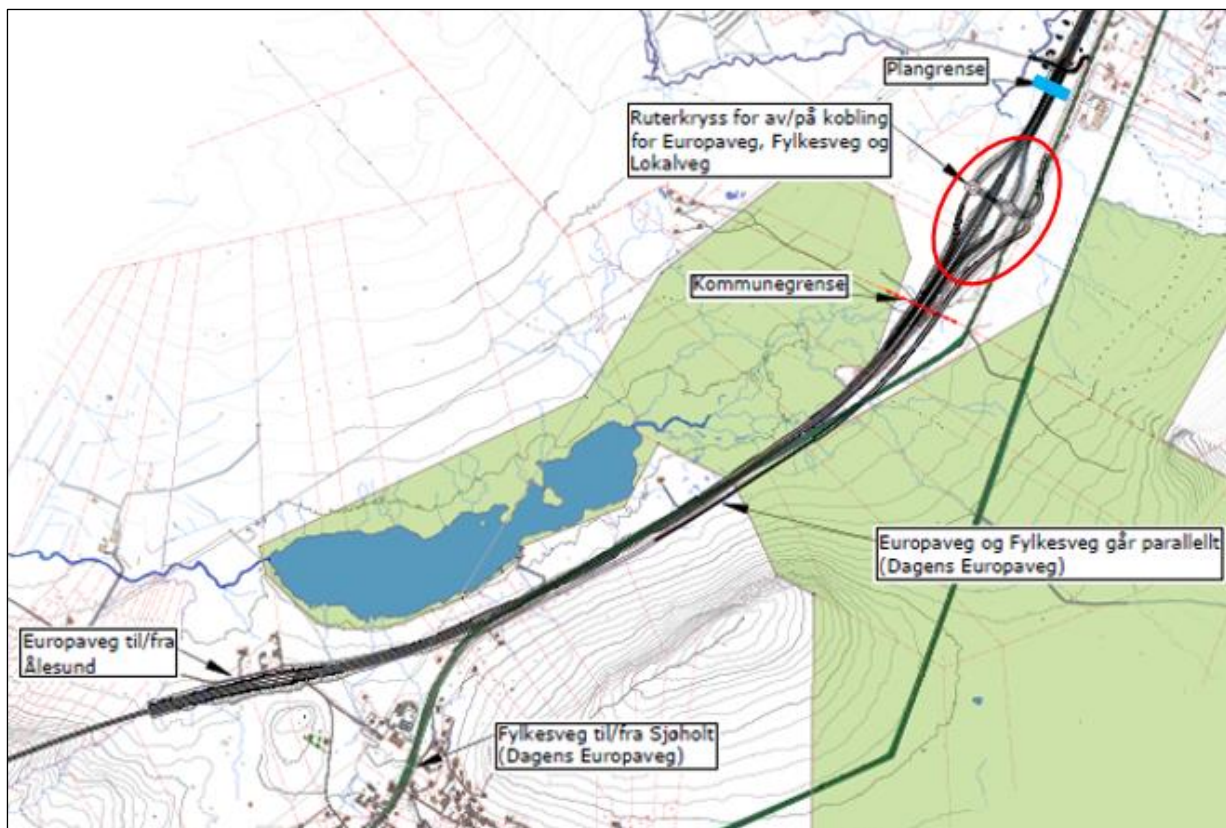 Plangrense
Ruterkryss for av/på kobling
for Europaveg, Fylkesveg og
Lokalveg
Kommunegrense
Europaveg og Fylkesveg går parallellt
(Dagens Europaveg)
Europaveg til/fra
Ålesund
Fylkesveg til/fra Sjøholt
(Dagens Europaveg)